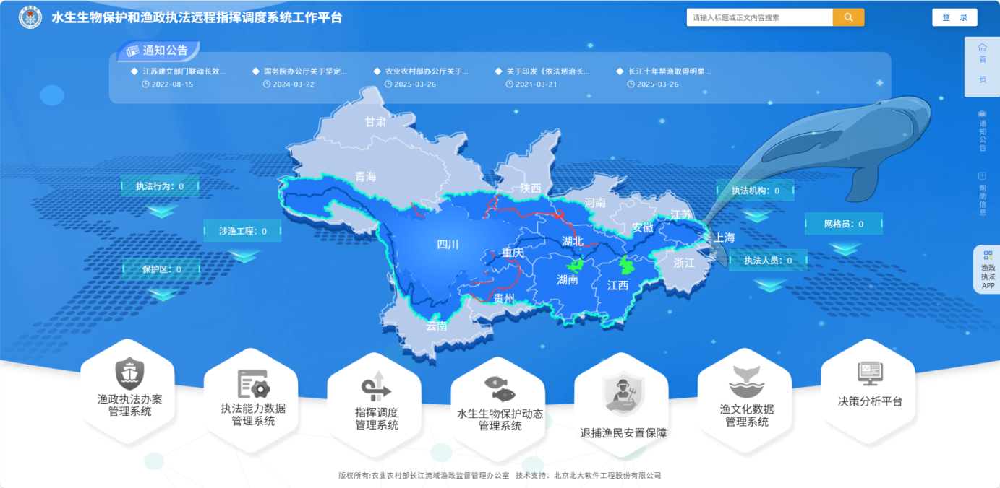 水生生物保护和渔政执法远程指挥调度系统工作平台
请输入标题或正文内容搜索
登 录
通知公告
江苏建立部门联动长效...
2022-08-15
国务院办公厅关于坚定...
2024-03-22
农业农村部办公厅关于...
2025-03-26
关于印发《依法惩治长...
2021-03-21
长江十年禁渔取得明显...
2025-03-26
首
页
通知公告
帮助信息
渔政
执法
APP
甘肃
青海
陕西
河南
江苏
安徽
上海
四川
湖北
重庆
浙江
湖南
江西
贵州
云南
执法行为：0
涉渔工程：0
保护区：0
执法机构：0
网格员：0
执法人员：0
渔政执法办案
管理系统
执法能力数据
管理系统
指挥调度
管理系统
水生生物保护动态
管理系统
退捕渔民安置保障
渔文化数据
管理系统
决策分析平台
版权所有:农业农村部长江流域渔政监督管理办公室 技术支持：北京北大软件工程股份有限公司